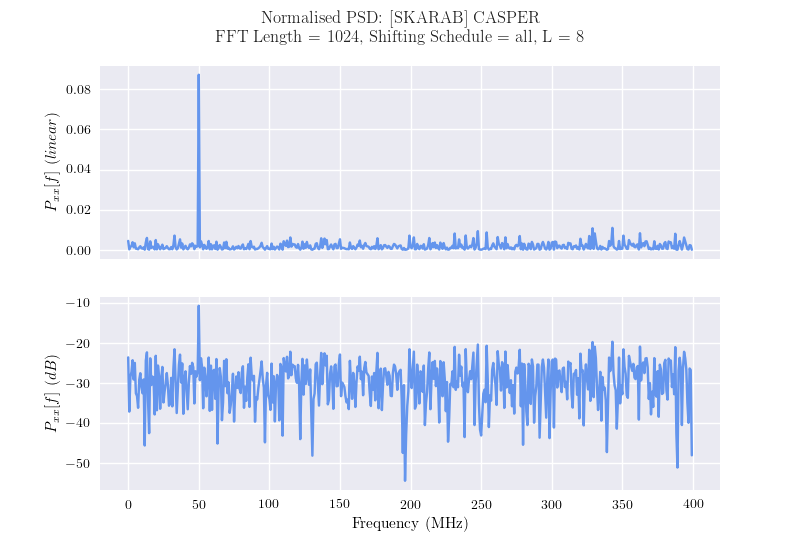 Normalised PSD: [SKARAB] CASPER
FFT Length = 1024, Shifting Schedule = all, L = 8
0.08
0.06
0.04
0.02
0.00
P_xx[f] (linear)
−10
−20
−30
−40
−50
P_xx[f] (dB)
0 50 100 150 200 250 300 350 400
Frequency (MHz)